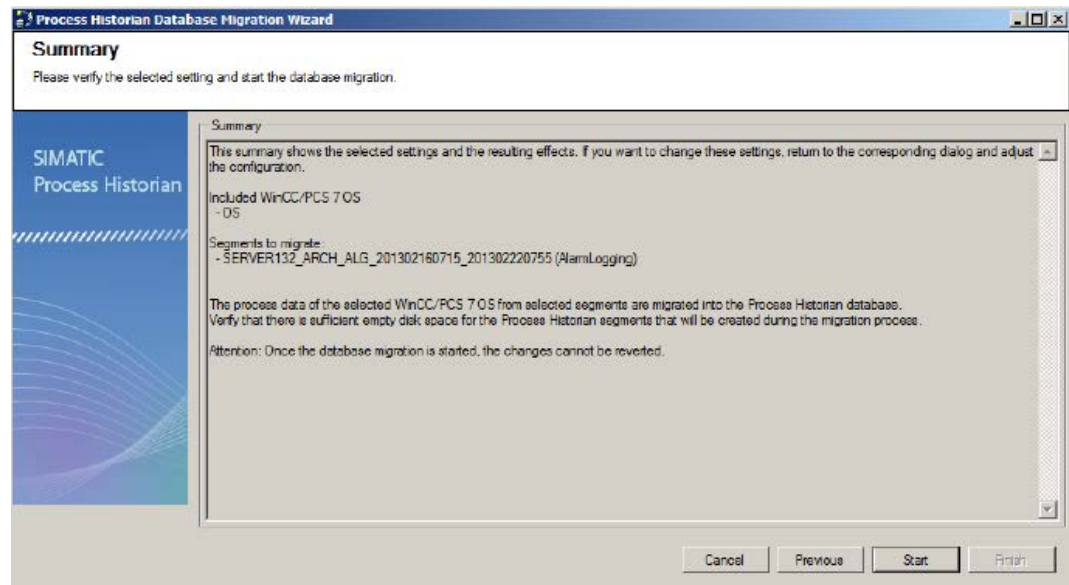 Process Historian Database Migration Wizard
Summary
Please verify the selected setting and start the database migration.
SIMATIC
Process Historian
Summary
This summary shows the selected settings and the resulting effects. If you want to change these settings, return to the corresponding dialog and adjust
the configuration.
Included WinCC/PCS 7 OS
- OS
Segments to migrate:
- SERVER132_ARCH_ALG_201302160715_201302220755 (AlarmLogging)
The process data of the selected WinCC/PCS 7 OS from selected segments are migrated into the Process Historian database.
Verify that there is sufficient empty disk space for the Process Historian segments that will be created during the migration process.
Attention: Once the database migration is started, the changes cannot be reverted.
Cancel Previous Start Finish